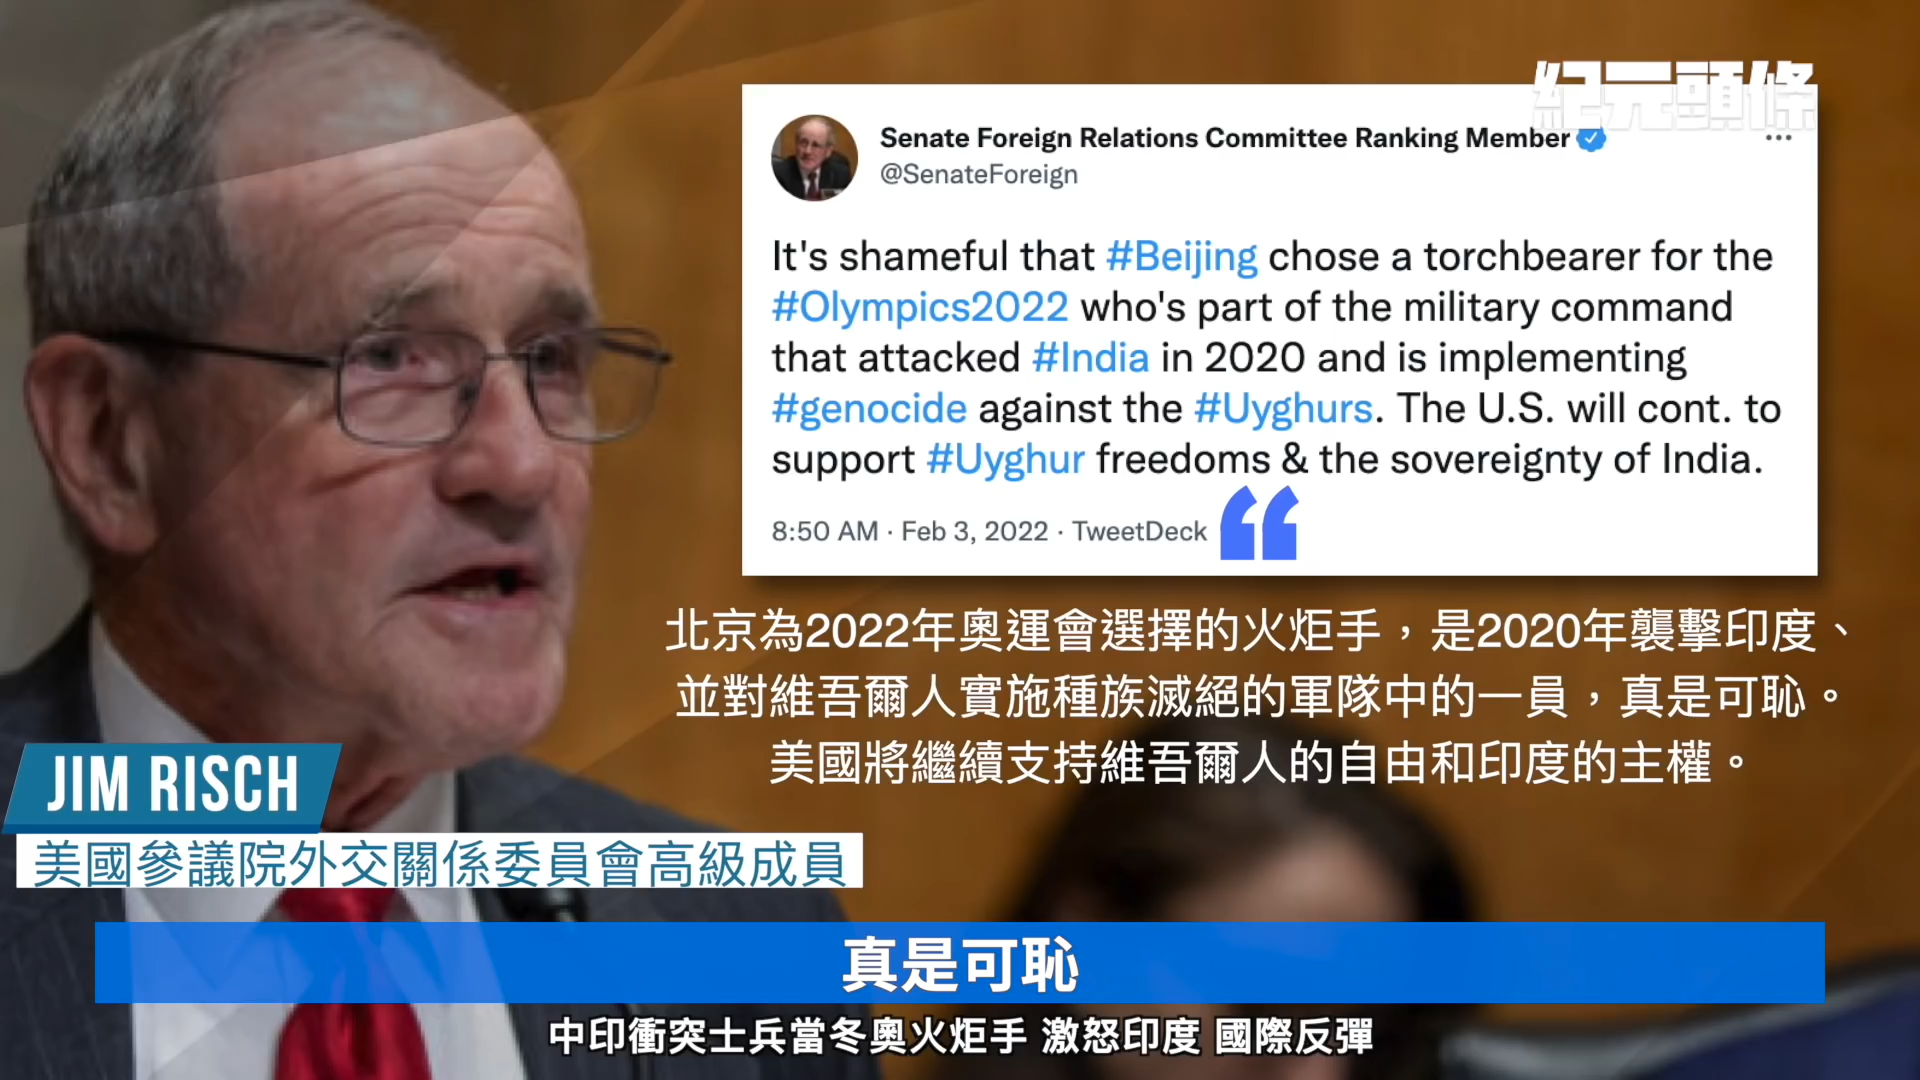 紀元頭條
Senate Foreign Relations Committee Ranking Member
@SenateForeign
It's shameful that #Beijing chose a torchbearer for the
#Olympics2022 who's part of the military command
that attacked #India in 2020 and is implementing
#genocide against the #Uyghurs. The U.S. will cont. to
support #Uyghur freedoms & the sovereignty of India.
8:50 AM · Feb 3, 2022 · TweetDeck
北京為2022年奧運會選擇的火炬手，是2020年襲擊印度、
並對維吾爾人實施種族滅絕的軍隊中的一員，真是可恥。
美國將繼續支持維吾爾人的自由和印度的主權。
JIM RISCH
美國參議院外交關係委員會高級成員
真是可恥
中印衝突士兵當冬奧火炬手 激怒印度 國際反彈